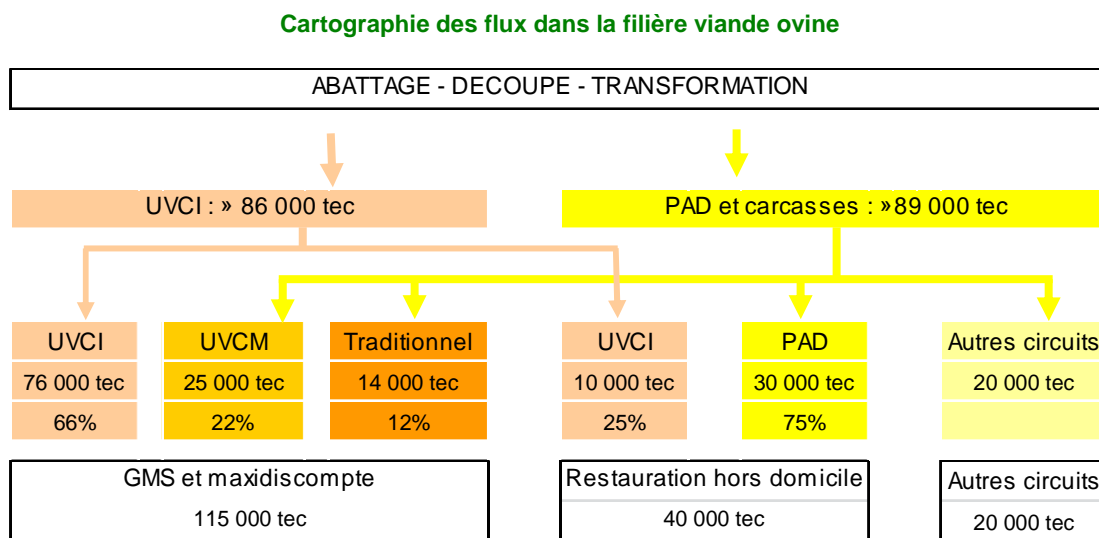 Cartographie des flux dans la filière viande ovine
ABATTAGE - DECOUPE - TRANSFORMATION
UVCI : » 86 000 tec
PAD et carcasses : »89 000 tec
UVCI UVCM Traditionnel UVCI PAD Autres circuits
76 000 tec 25 000 tec 14 000 tec 10 000 tec 30 000 tec 20 000 tec
66% 22% 12% 25% 75%
GMS et maxidiscompte Restauration hors domicile Autres circuits
115 000 tec 40 000 tec 20 000 tec